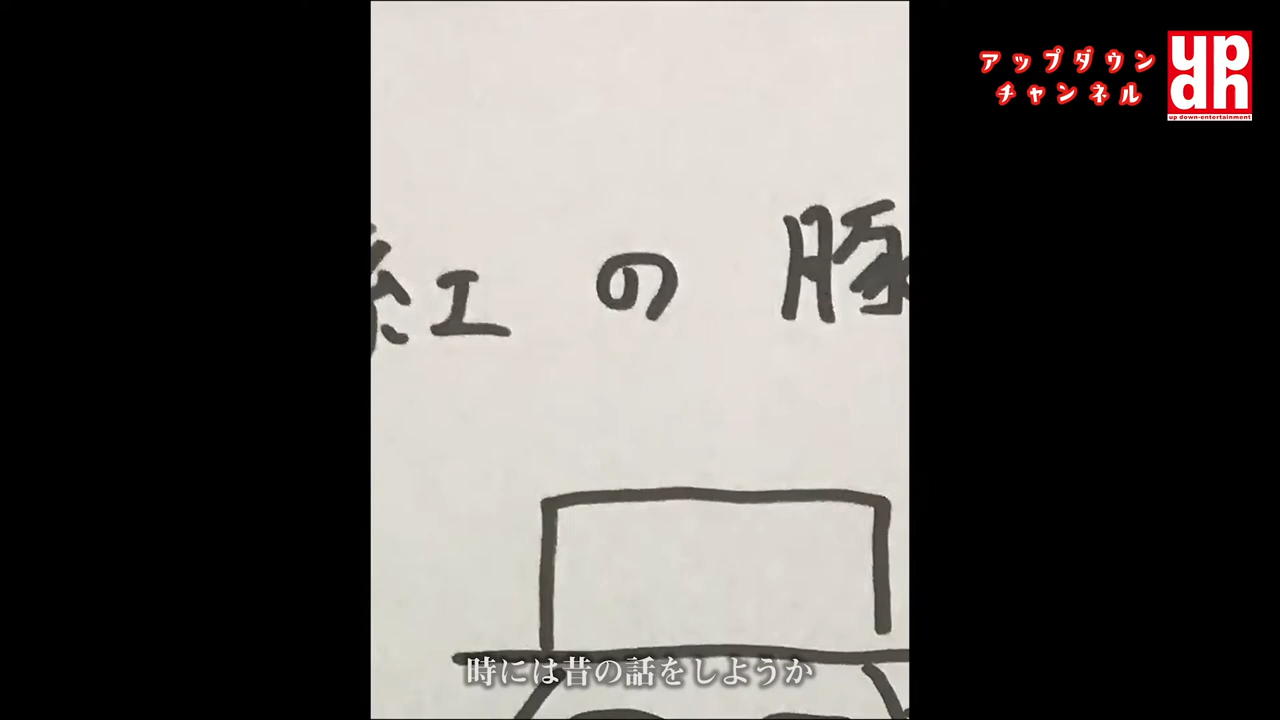 アップダウン
チャンネル
up
dn
up down-entertainment
紅の豚
時には昔の話をしようか